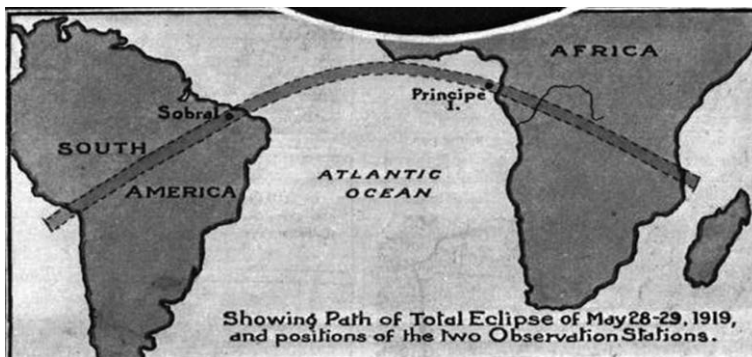 AFRICA
Principe
I.
Sobral
SOUTH
AMERICA
ATLANTIC
OCEAN
Showing Path of Total Eclipse of May 28-29, 1919,
and positions of the two Observation Stations.